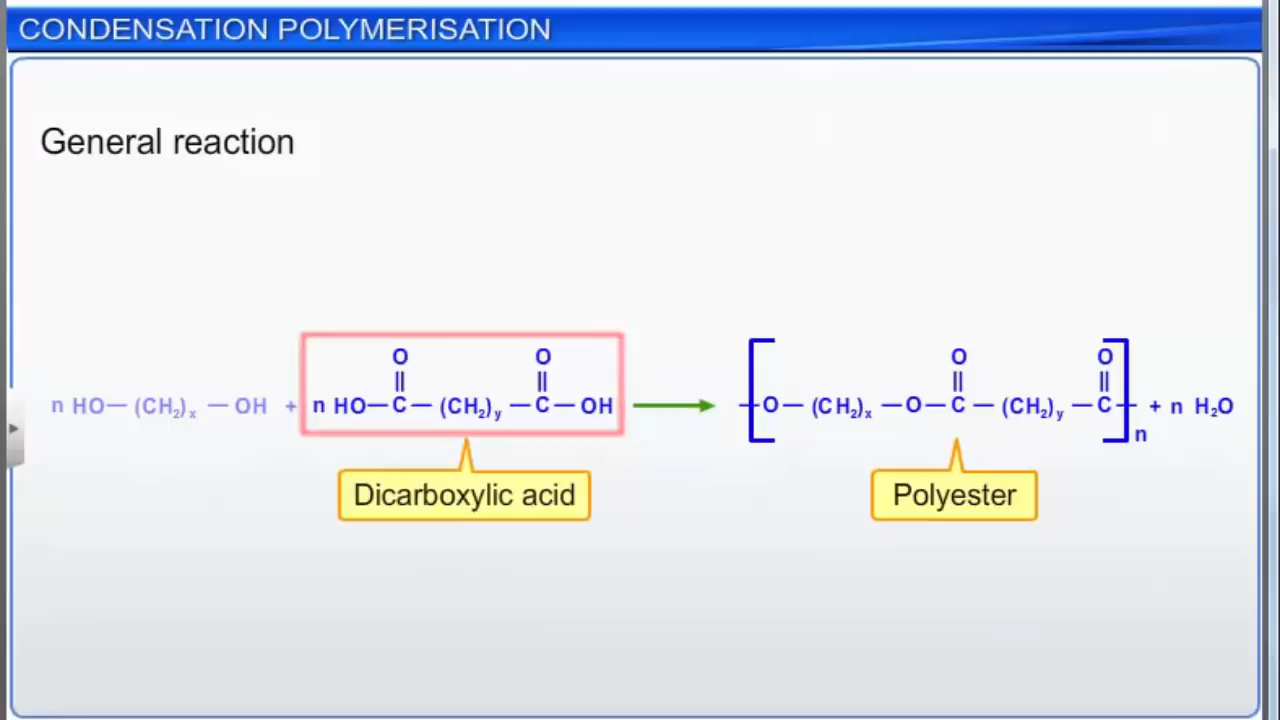 CONDENSATION POLYMERISATION
General reaction
O O O O
|| || || ||
n HO— (CH₂)ₓ — OH + n HO—C— (CH₂)ᵧ —C—OH → [—O— (CH₂)ₓ —O—C— (CH₂)ᵧ —C—]n + n H₂O
Dicarboxylic acid Polyester